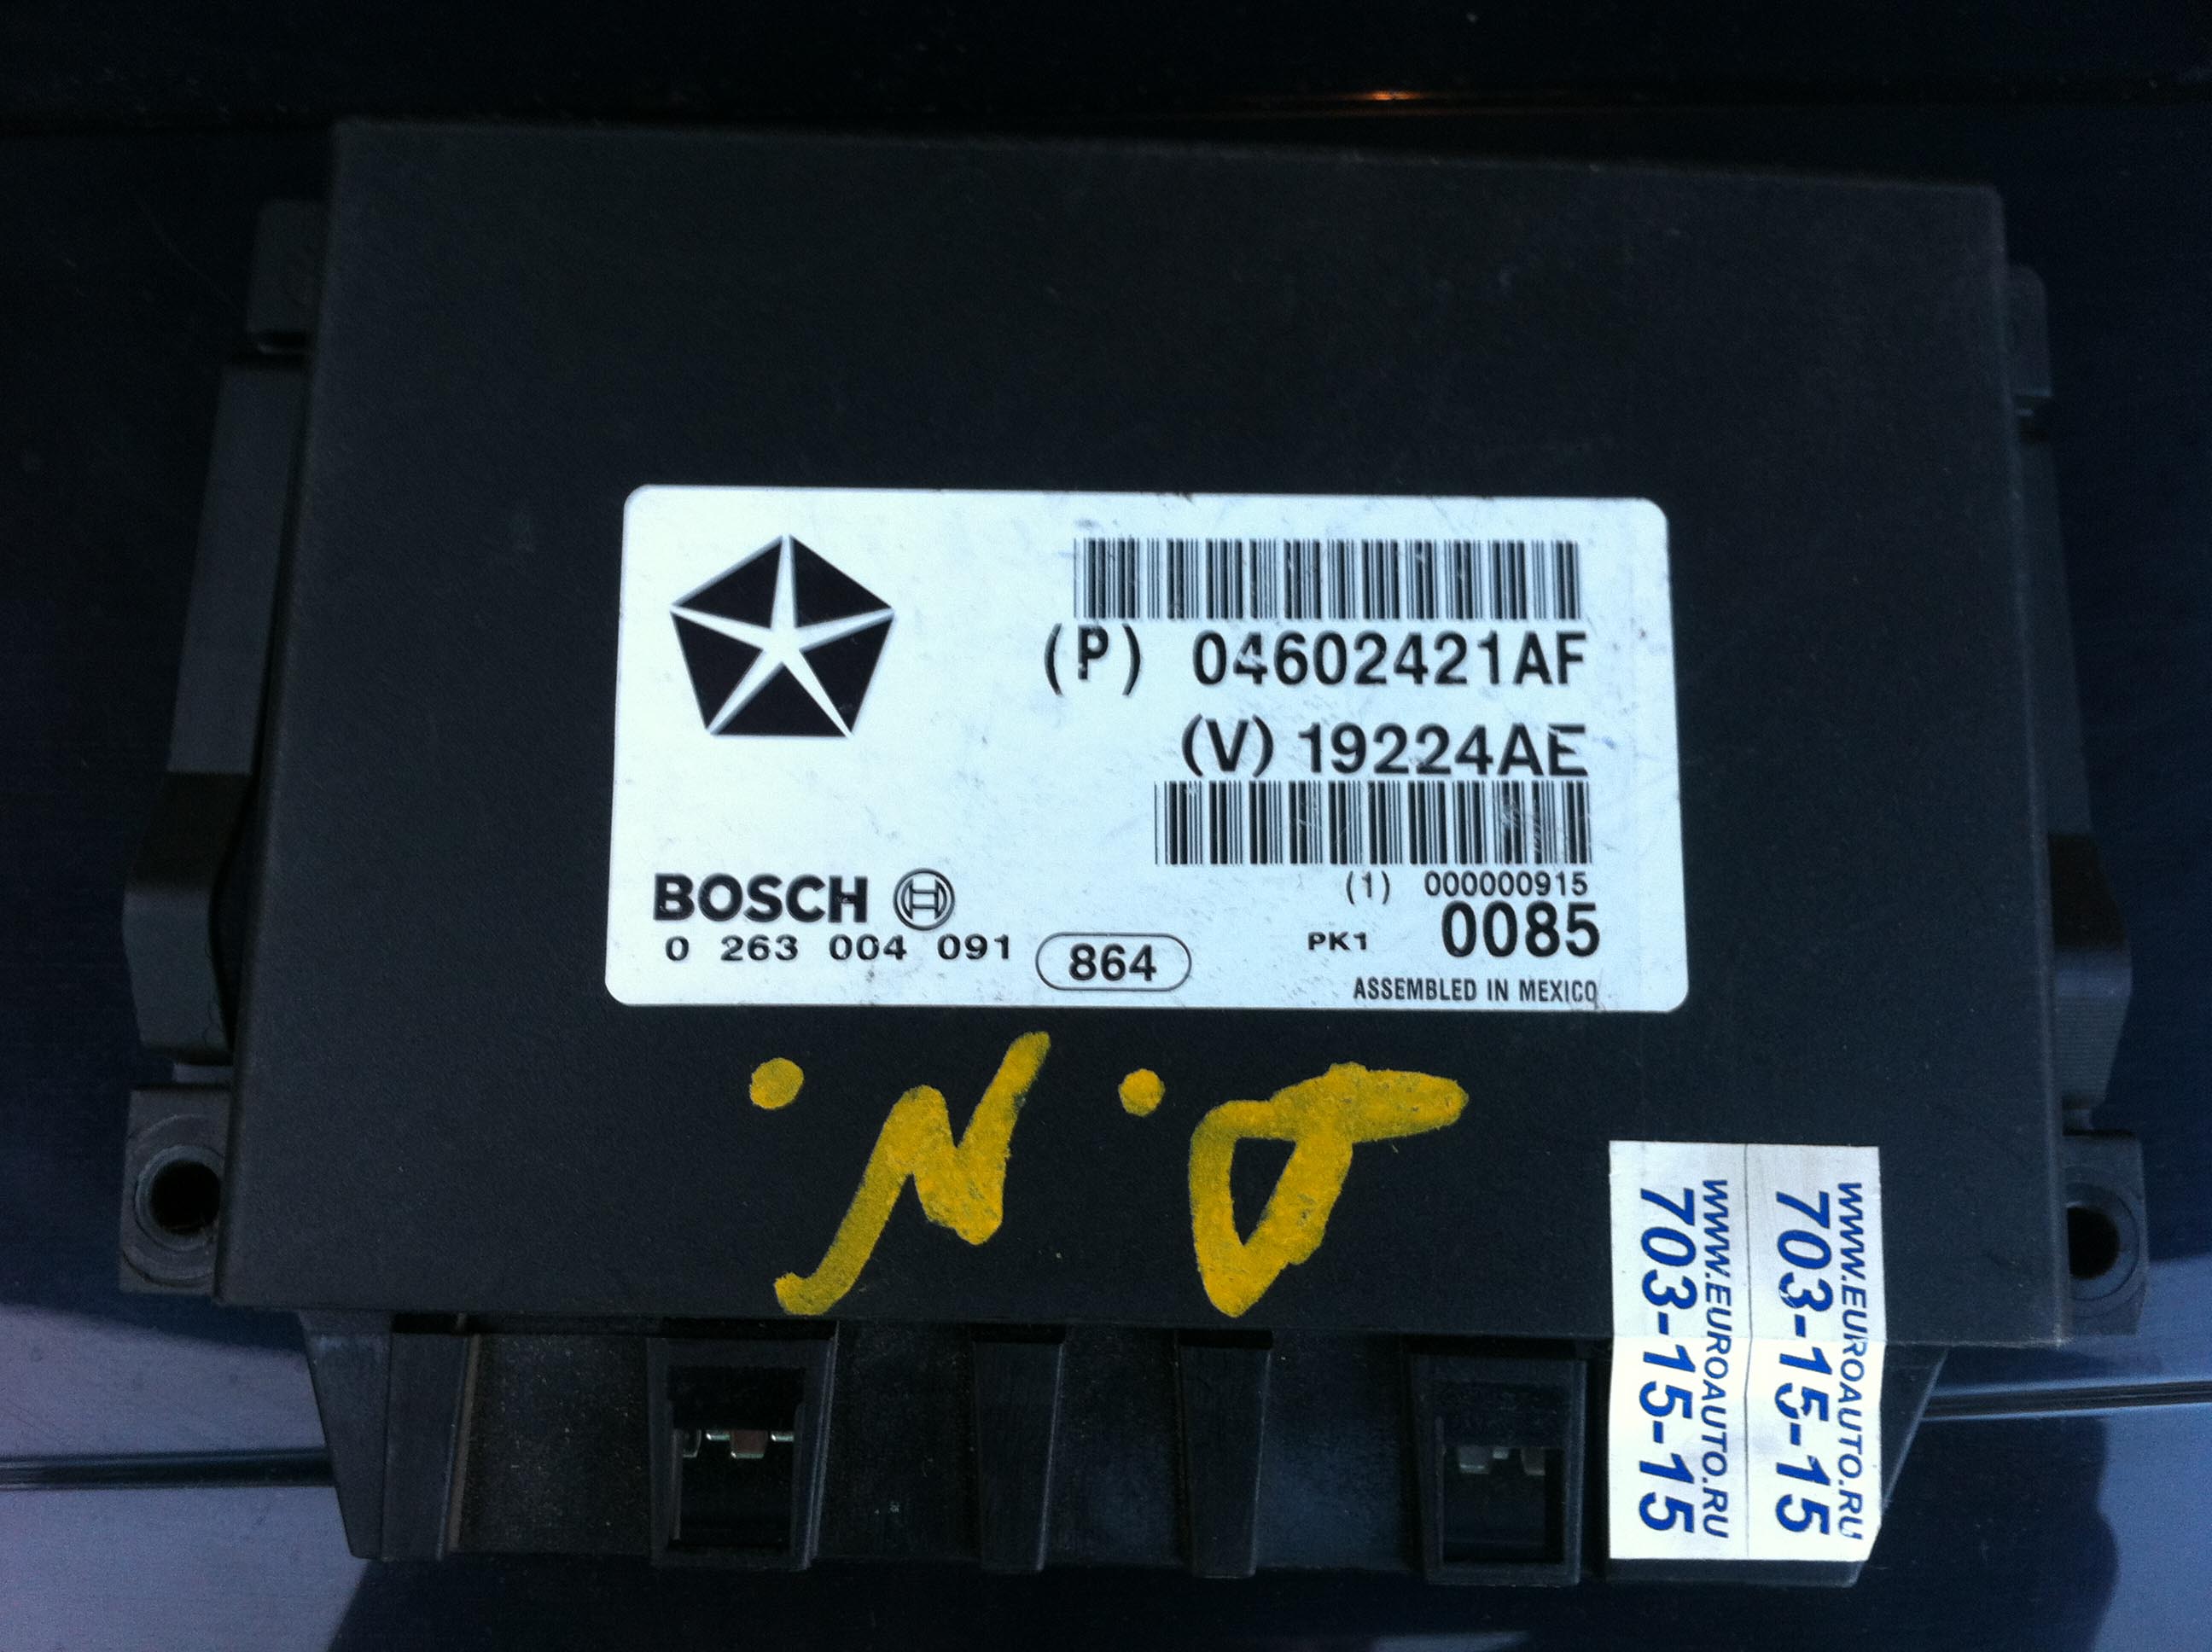 (P) 04602421AF
(V) 19224AE
(1) 000000915
PK1 0085
BOSCH
0 263 004 091
864
ASSEMBLED IN MEXICO
WWW.EUROAUTO.RU
703-15-15
WWW.EUROAUTO.RU
703-15-15